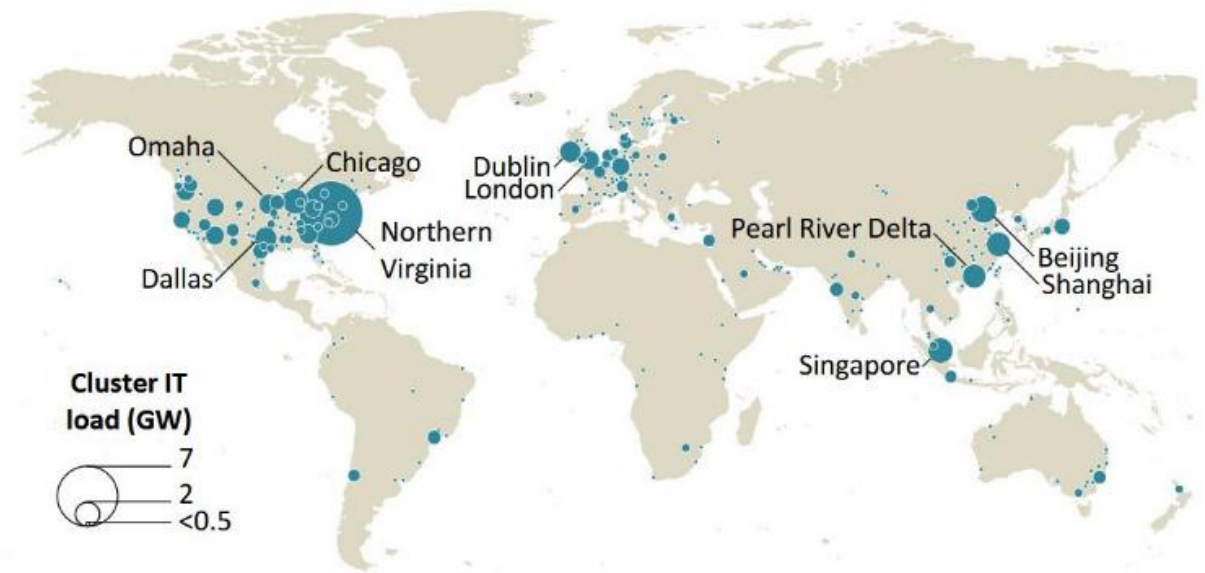 Omaha
Chicago
Dublin
London
Northern
Virginia
Dallas
Pearl River Delta
Beijing
Shanghai
Singapore
Cluster IT
load (GW)
7
2
<0.5